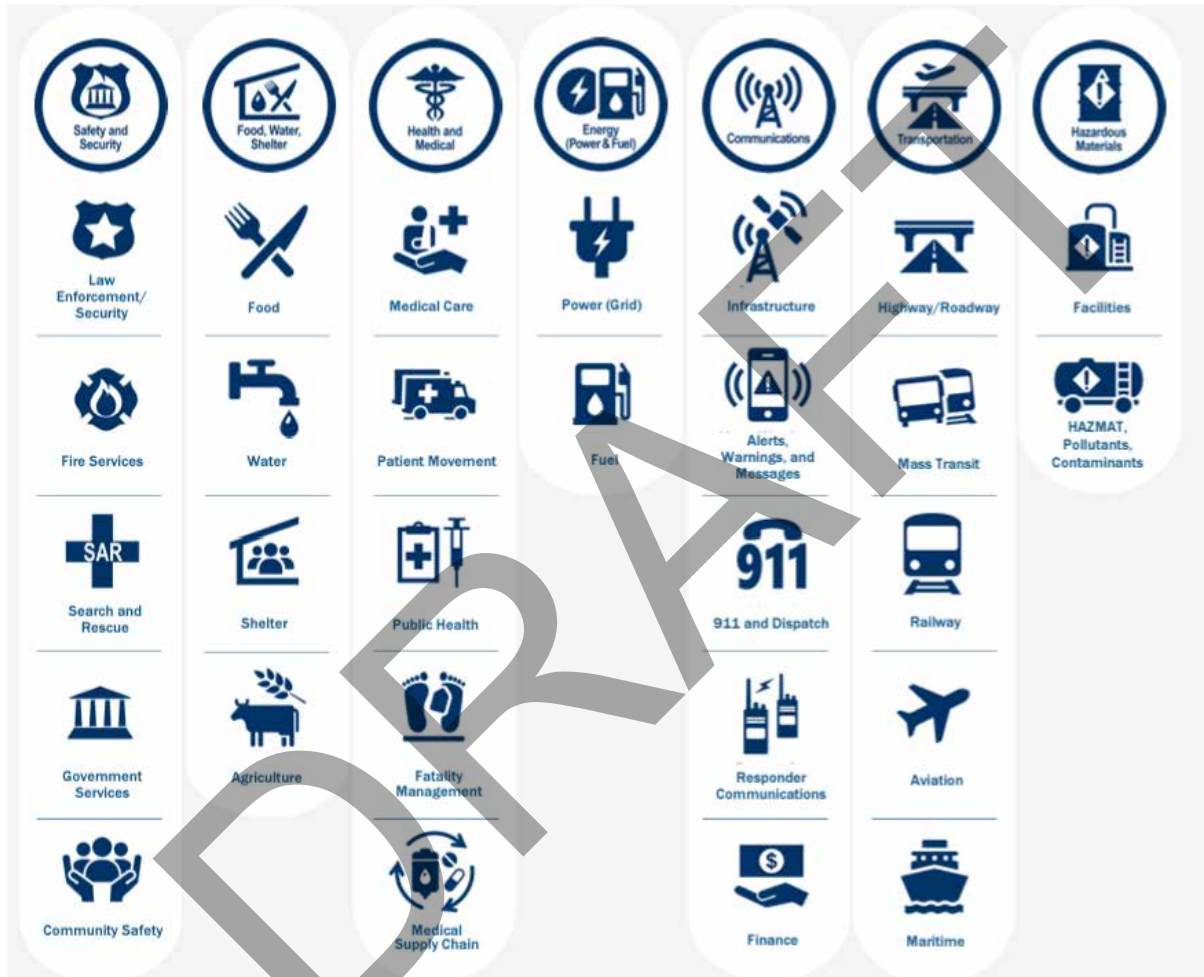 Safety and
Security
Law
Enforcement/
Security
Fire Services
SAR
Search and
Rescue
Government
Services
Community Safety
Food, Water,
Shelter
Food
Water
Shelter
Agriculture
Health and
Medical
Medical Care
Patient Movement
Public Health
Fatality
Management
Medical
Supply Chain
Energy
(Power & Fuel)
Power (Grid)
Fuel
Communications
Infrastructure
Alerts,
Warnings, and
Messages
911
911 and Dispatch
Responder
Communications
$
Finance
Transportation
Highway/Roadway
Mass Transit
Railway
Aviation
Maritime
Hazardous
Materials
Facilities
HAZMAT,
Pollutants,
Contaminants
DRAFT